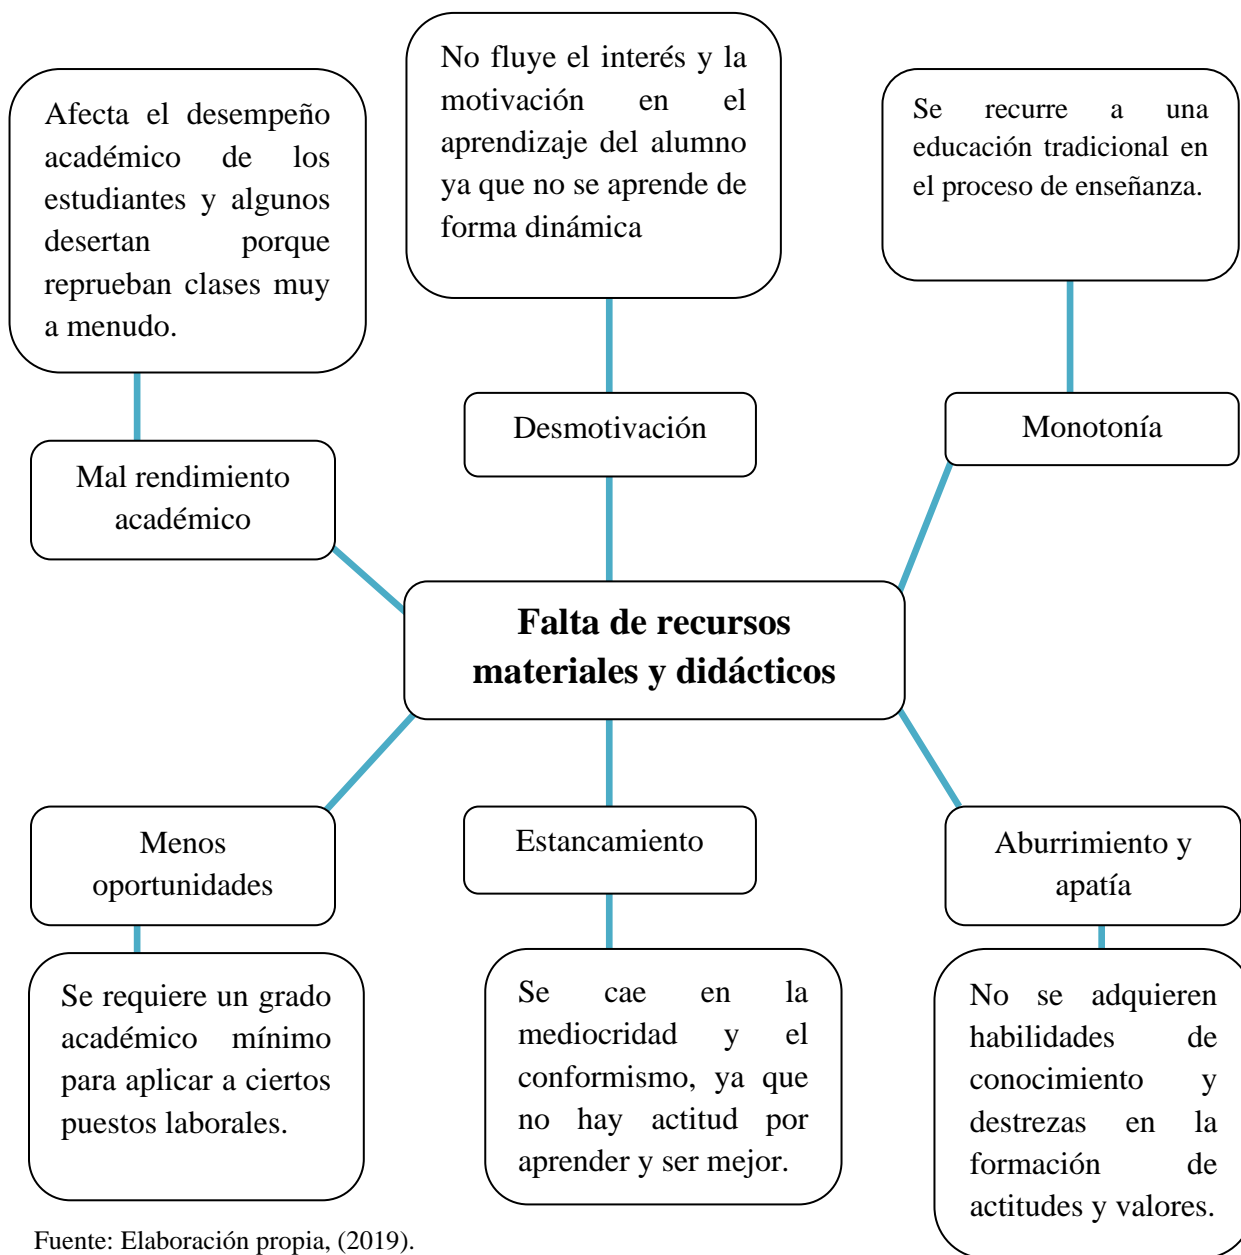 Afecta el desempeño
académico de los
estudiantes y algunos
desertan porque
reprueban clases muy
a menudo.
No fluye el interés y la
motivación en el
aprendizaje del alumno
ya que no se aprende de
forma dinámica
Se recurre a una
educación tradicional en
el proceso de enseñanza.
Mal rendimiento
académico
Desmotivación
Monotonía
Falta de recursos
materiales y didácticos
Menos
oportunidades
Estancamiento
Aburrimiento y
apatía
Se requiere un grado
académico mínimo
para aplicar a ciertos
puestos laborales.
Se cae en la
mediocridad y el
conformismo, ya que
no hay actitud por
aprender y ser mejor.
No se adquieren
habilidades de
conocimiento y
destrezas en la
formación de
actitudes y valores.
Fuente: Elaboración propia, (2019).